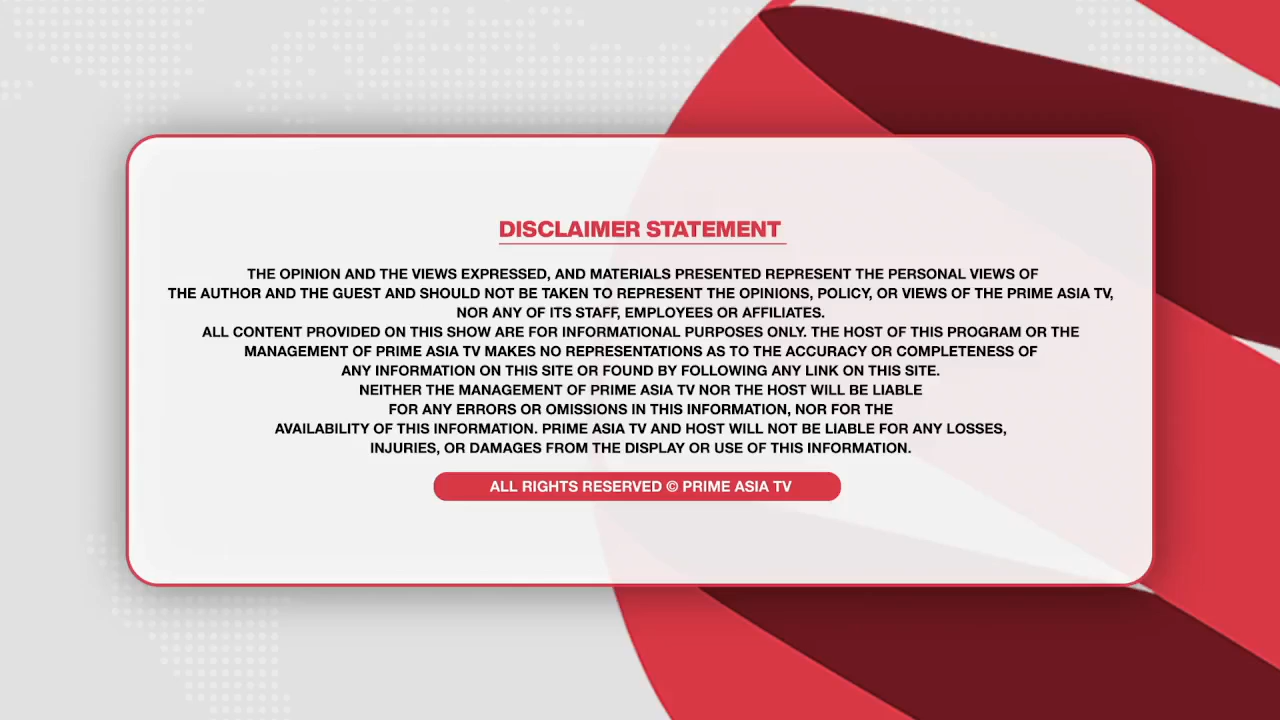 DISCLAIMER STATEMENT
THE OPINION AND THE VIEWS EXPRESSED, AND MATERIALS PRESENTED REPRESENT THE PERSONAL VIEWS OF
THE AUTHOR AND THE GUEST AND SHOULD NOT BE TAKEN TO REPRESENT THE OPINIONS, POLICY, OR VIEWS OF THE PRIME ASIA TV,
NOR ANY OF ITS STAFF, EMPLOYEES OR AFFILIATES.
ALL CONTENT PROVIDED ON THIS SHOW ARE FOR INFORMATIONAL PURPOSES ONLY. THE HOST OF THIS PROGRAM OR THE
MANAGEMENT OF PRIME ASIA TV MAKES NO REPRESENTATIONS AS TO THE ACCURACY OR COMPLETENESS OF
ANY INFORMATION ON THIS SITE OR FOUND BY FOLLOWING ANY LINK ON THIS SITE.
NEITHER THE MANAGEMENT OF PRIME ASIA TV NOR THE HOST WILL BE LIABLE
FOR ANY ERRORS OR OMISSIONS IN THIS INFORMATION, NOR FOR THE
AVAILABILITY OF THIS INFORMATION. PRIME ASIA TV AND HOST WILL NOT BE LIABLE FOR ANY LOSSES,
INJURIES, OR DAMAGES FROM THE DISPLAY OR USE OF THIS INFORMATION.
ALL RIGHTS RESERVED © PRIME ASIA TV